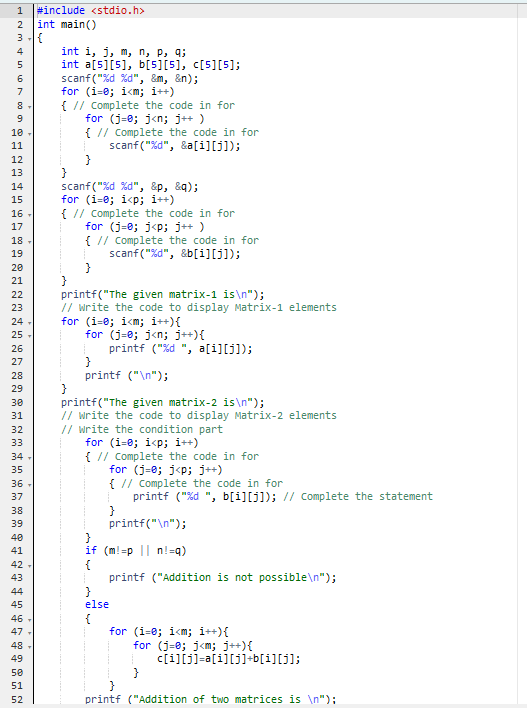 1 #include <stdio.h>
2 int main()
3 {
4 int i, j, m, n, p, q;
5 int a[5][5], b[5][5], c[5][5];
6 scanf("%d %d", &m, &n);
7 for (i=0; i<m; i++)
8 { // Complete the code in for
9 for (j=0; j<n; j++ )
10 { // Complete the code in for
11 scanf("%d", &a[i][j]);
12 }
13 }
14 scanf("%d %d", &p, &q);
15 for (i=0; i<p; i++)
16 { // Complete the code in for
17 for (j=0; j<p; j++ )
18 { // Complete the code in for
19 scanf("%d", &b[i][j]);
20 }
21 }
22 printf("The given matrix-1 is\n");
23 // Write the code to display Matrix-1 elements
24 for (i=0; i<m; i++){
25 for (j=0; j<n; j++){
26 printf ("%d ", a[i][j]);
27 }
28 printf ("\n");
29 }
30 printf("The given matrix-2 is\n");
31 // Write the code to display Matrix-2 elements
32 // Write the condition part
33 for (i=0; i<p; i++)
34 { // Complete the code in for
35 for (j=0; j<p; j++)
36 { // Complete the code in for
37 printf ("%d ", b[i][j]); // Complete the statement
38 }
39 printf("\n");
40 }
41 if (m!=p || n!=q)
42 {
43 printf ("Addition is not possible\n");
44 }
45 else
46 {
47 for (i=0; i<m; i++){
48 for (j=0; j<m; j++){
49 c[i][j]=a[i][j]+b[i][j];
50 }
51 }
52 printf ("Addition of two matrices is \n");